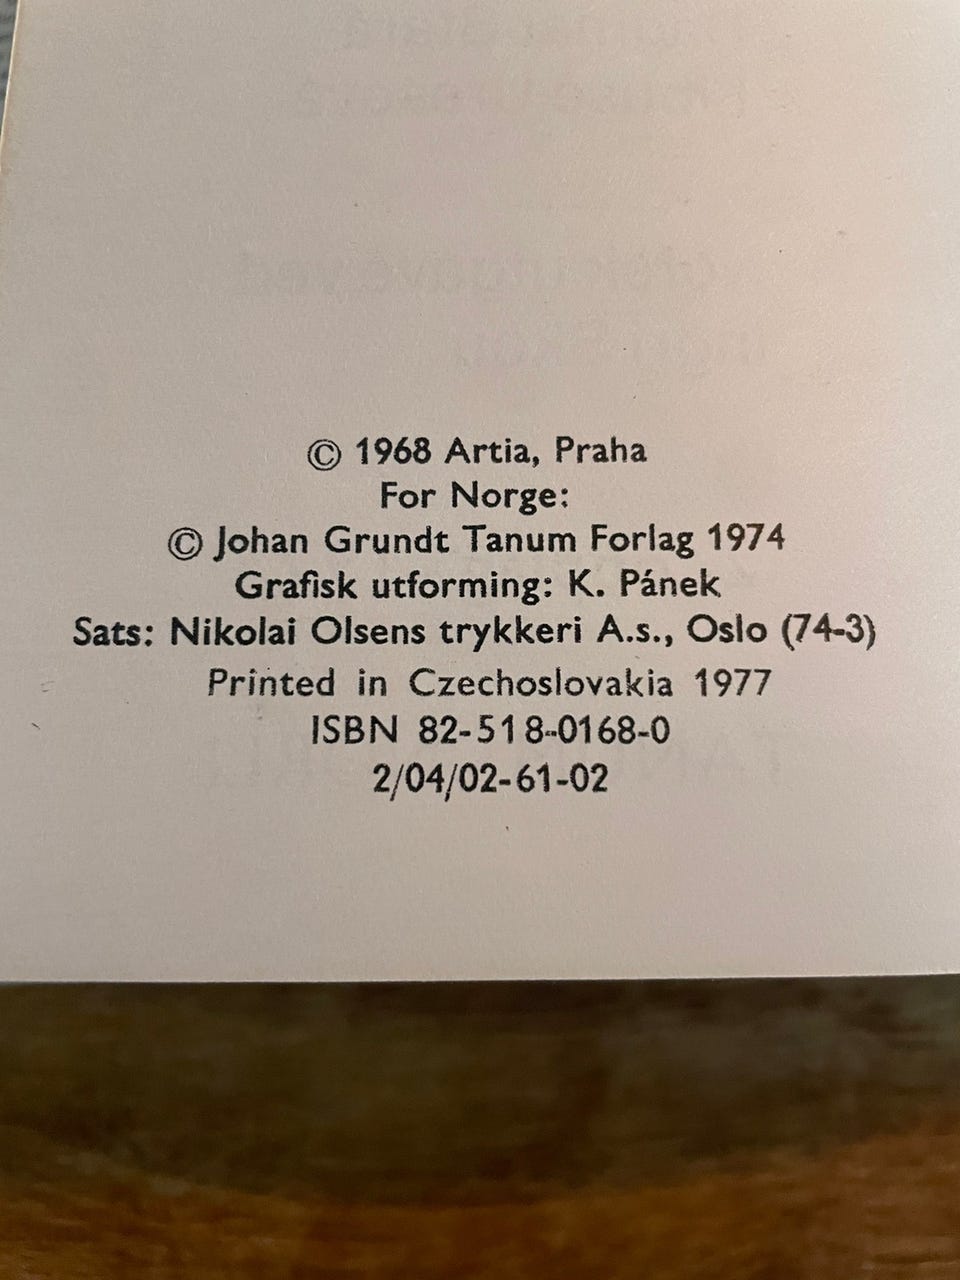 © 1968 Artia, Praha
For Norge:
© Johan Grundt Tanum Forlag 1974
Grafisk utforming: K. Pánek
Sats: Nikolai Olsens trykkeri A.s., Oslo (74-3)
Printed in Czechoslovakia 1977
ISBN 82-518-0168-0
2/04/02-61-02